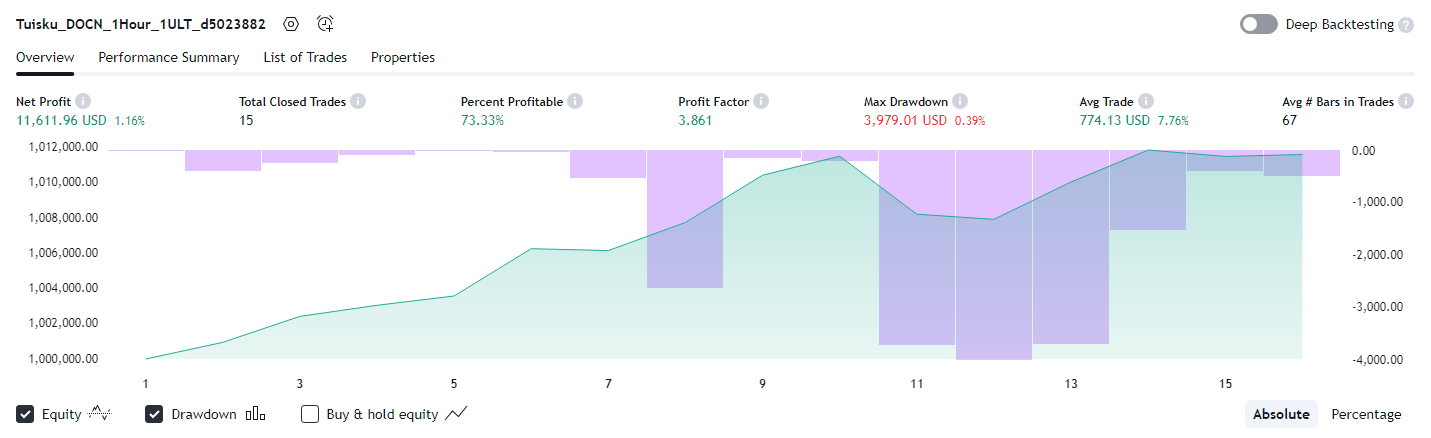 Tuisku_DOCN_1Hour_1ULT_d5023882 Deep Backtesting ?
Overview Performance Summary List of Trades Properties
Net Profit i Total Closed Trades i Percent Profitable i Profit Factor i Max Drawdown i Avg Trade i Avg # Bars in Trades i
11,611.96 USD 1.16% 15 73.33% 3.861 3,979.01 USD 0.39% 774.13 USD 7.76% 67
1,012,000.00 0.00
1,010,000.00
1,008,000.00 -1,000.00
1,006,000.00 -2,000.00
1,004,000.00
1,002,000.00 -3,000.00
1,000,000.00 -4,000.00
1 3 5 7 9 11 13 15
Equity Drawdown Buy & hold equity Absolute Percentage